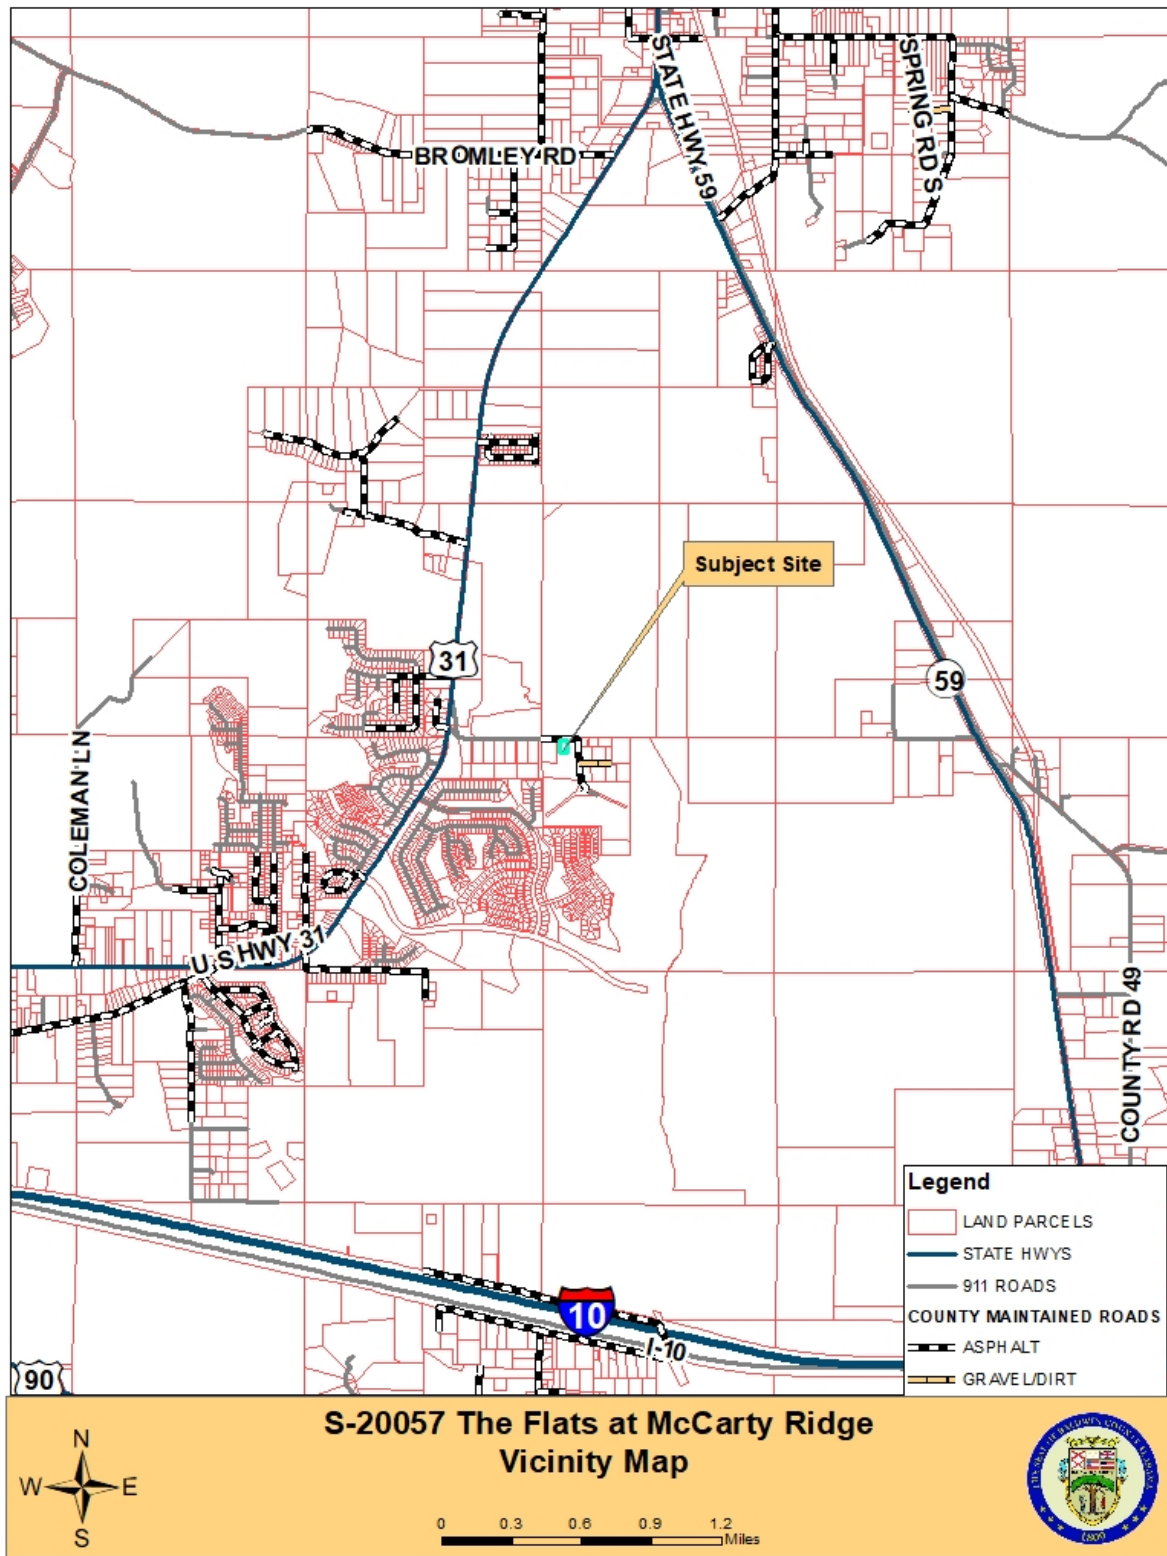 STATE HWY 59
SPRING RD S
BROMLEY RD
Subject Site
31
59
COLEMAN LN
U S HWY 31
COUNTY RD 49
10
I-10
90
Legend
LAND PARCELS
STATE HWYS
911 ROADS
COUNTY MAINTAINED ROADS
ASPHALT
GRAVEL/DIRT
S-20057 The Flats at McCarty Ridge
Vicinity Map
N
W E
S
0 0.3 0.6 0.9 1.2
Miles
1809